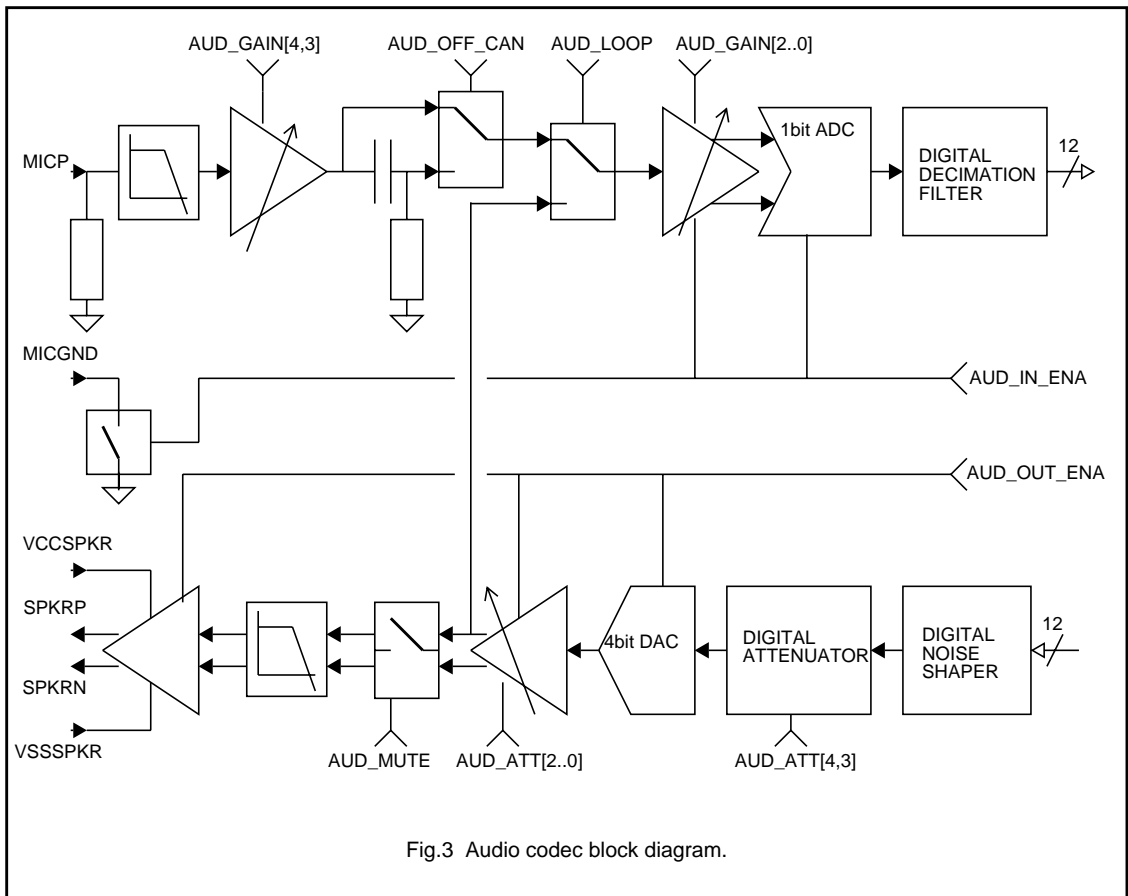 AUD_GAIN[4,3]
AUD_OFF_CAN
AUD_LOOP
AUD_GAIN[2..0]
MICP
1bit ADC
DIGITAL
DECIMATION
FILTER
12
MICGND
AUD_IN_ENA
AUD_OUT_ENA
VCCSPKR
SPKRP
SPKRN
VSSSPKR
4bit DAC
DIGITAL
ATTENUATOR
DIGITAL
NOISE
SHAPER
12
AUD_MUTE
AUD_ATT[2..0]
AUD_ATT[4,3]
Fig.3 Audio codec block diagram.